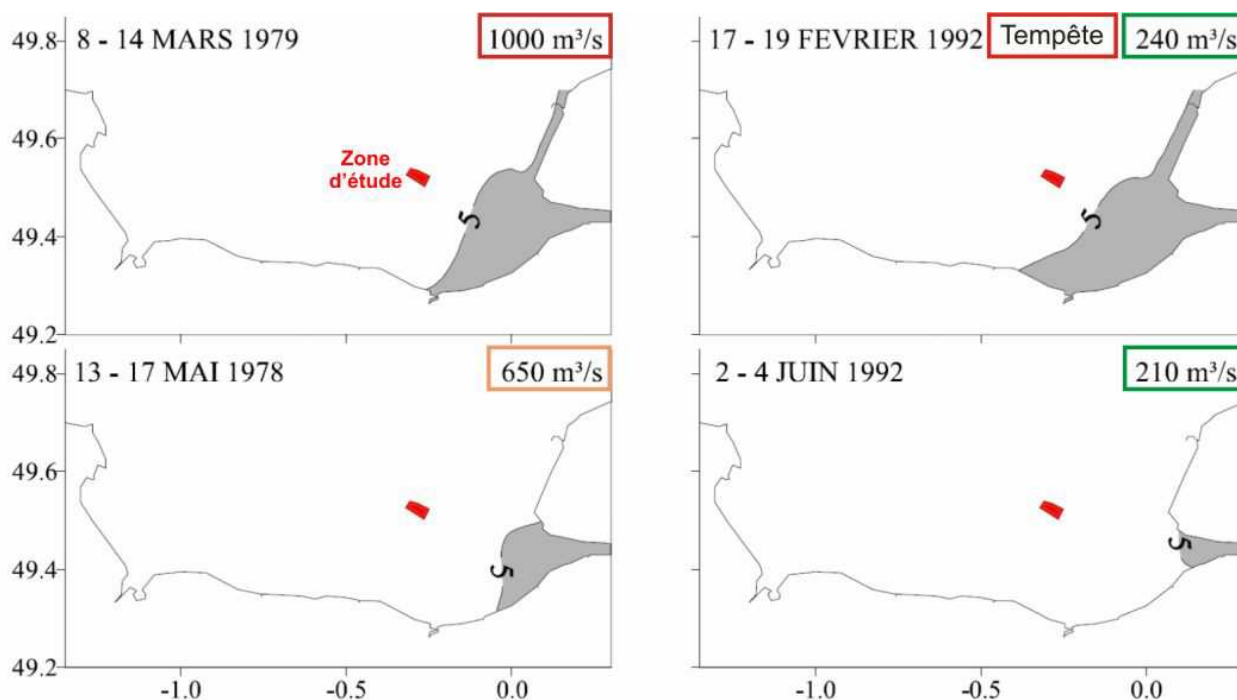 49.8
8 - 14 MARS 1979
1000 m³/s
17 - 19 FEVRIER 1992
Tempête
240 m³/s
49.6
Zone
d'étude
5
5
49.4
49.2
49.8
13 - 17 MAI 1978
650 m³/s
2 - 4 JUIN 1992
210 m³/s
49.6
5
5
49.4
49.2
-1.0
-0.5
0.0
-1.0
-0.5
0.0